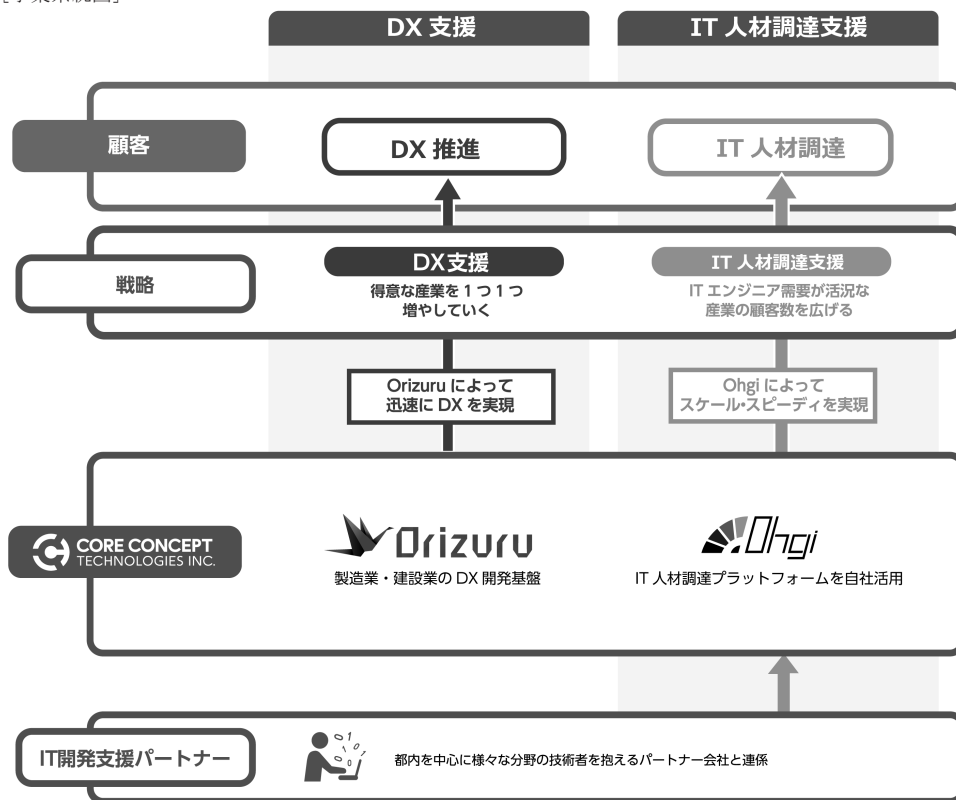 [事業系統図]
DX 支援
IT 人材調達支援
顧客
DX 推進
IT 人材調達
戦略
DX支援
得意な産業を1つ1つ
増やしていく
IT 人材調達支援
IT エンジニア需要が活況な
産業の顧客数を広げる
Orizuru によって
迅速に DX を実現
Ohgi によって
スケール・スピーディを実現
CORE CONCEPT
TECHNOLOGIES INC.
Orizuru
製造業・建設業の DX 開発基盤
Ohgi
IT 人材調達プラットフォームを自社活用
IT開発支援パートナー
都内を中心に様々な分野の技術者を抱えるパートナー会社と連係